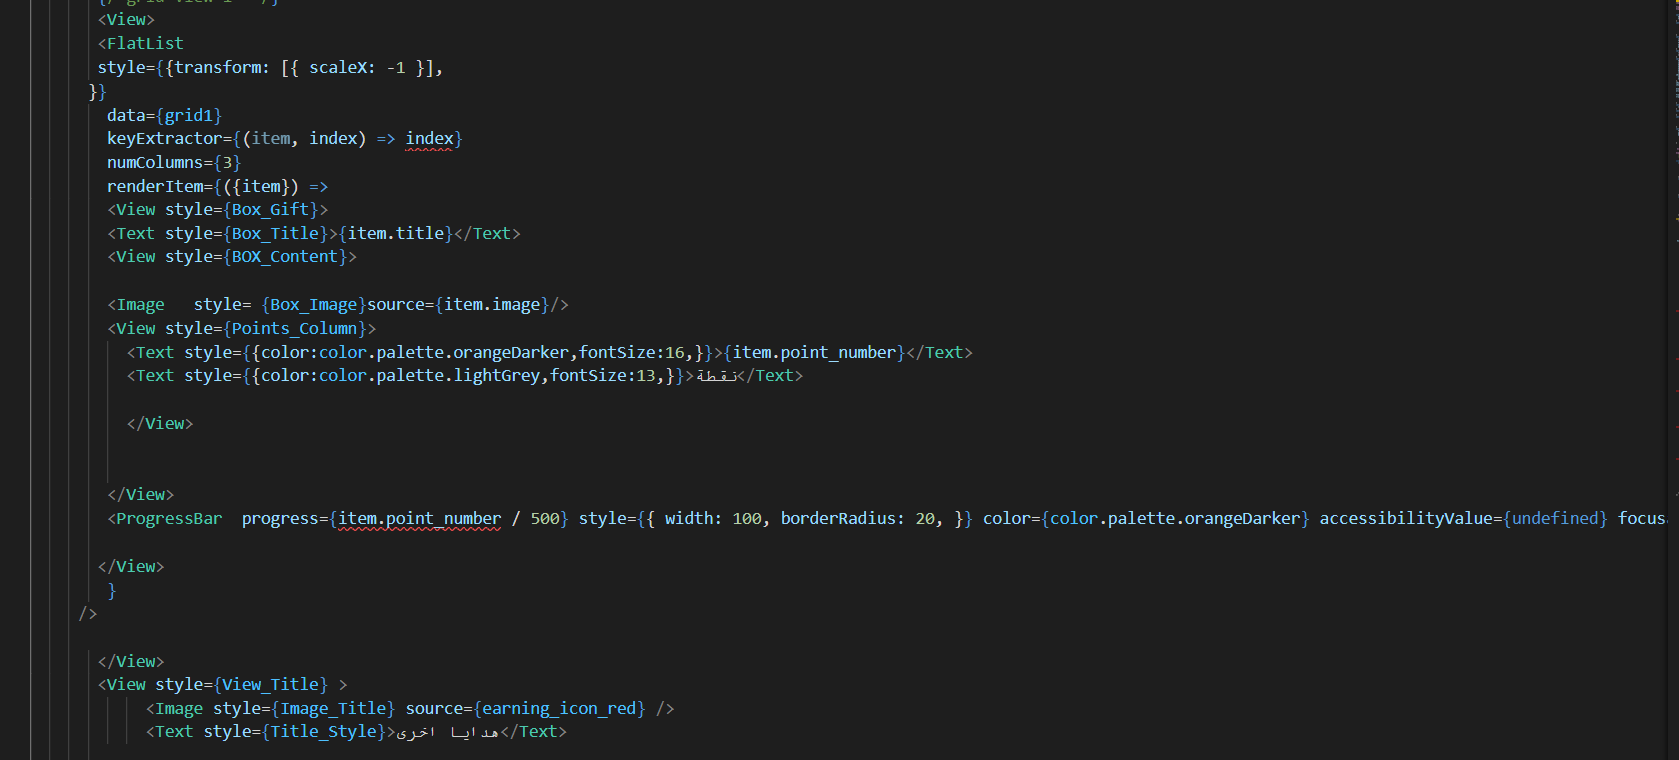 <View>
<FlatList
style={{transform: [{ scaleX: -1 }],
}}
data={grid1}
keyExtractor={(item, index) => index}
numColumns={3}
renderItem={({item}) =>
<View style={Box_Gift}>
<Text style={Box_Title}>{item.title}</Text>
<View style={BOX_Content}>
<Image   style= {Box_Image}source={item.image}/>
<View style={Points_Column}>
<Text style={{color:color.palette.orangeDarker,fontSize:16,}}>{item.point_number}</Text>
<Text style={{color:color.palette.lightGrey,fontSize:13,}}>نقطة</Text>
</View>
</View>
<ProgressBar  progress={item.point_number / 500} style={{ width: 100, borderRadius: 20, }} color={color.palette.orangeDarker} accessibilityValue={undefined} focus
</View>
}
/>
</View>
<View style={View_Title} >
<Image style={Image_Title} source={earning_icon_red} />
<Text style={Title_Style}>هدايا اخرى</Text>